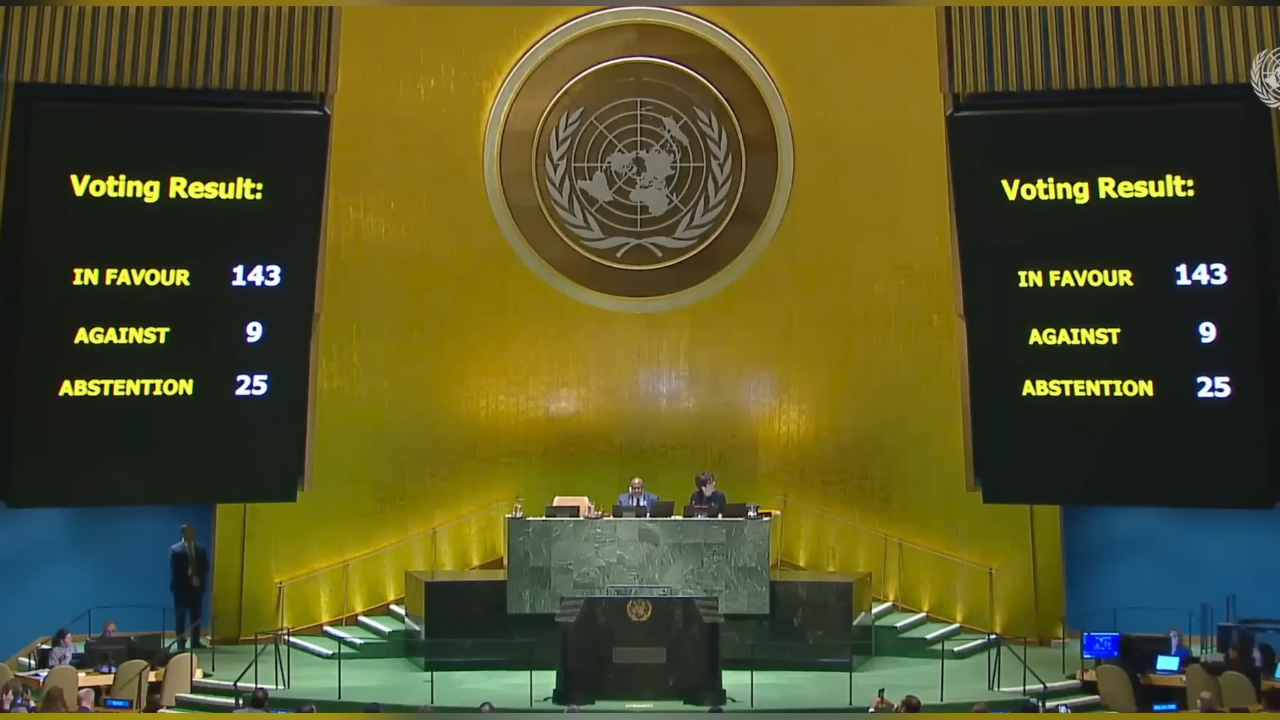 Voting Result:
IN FAVOUR 143
AGAINST 9
ABSTENTION 25
Voting Result:
IN FAVOUR 143
AGAINST 9
ABSTENTION 25